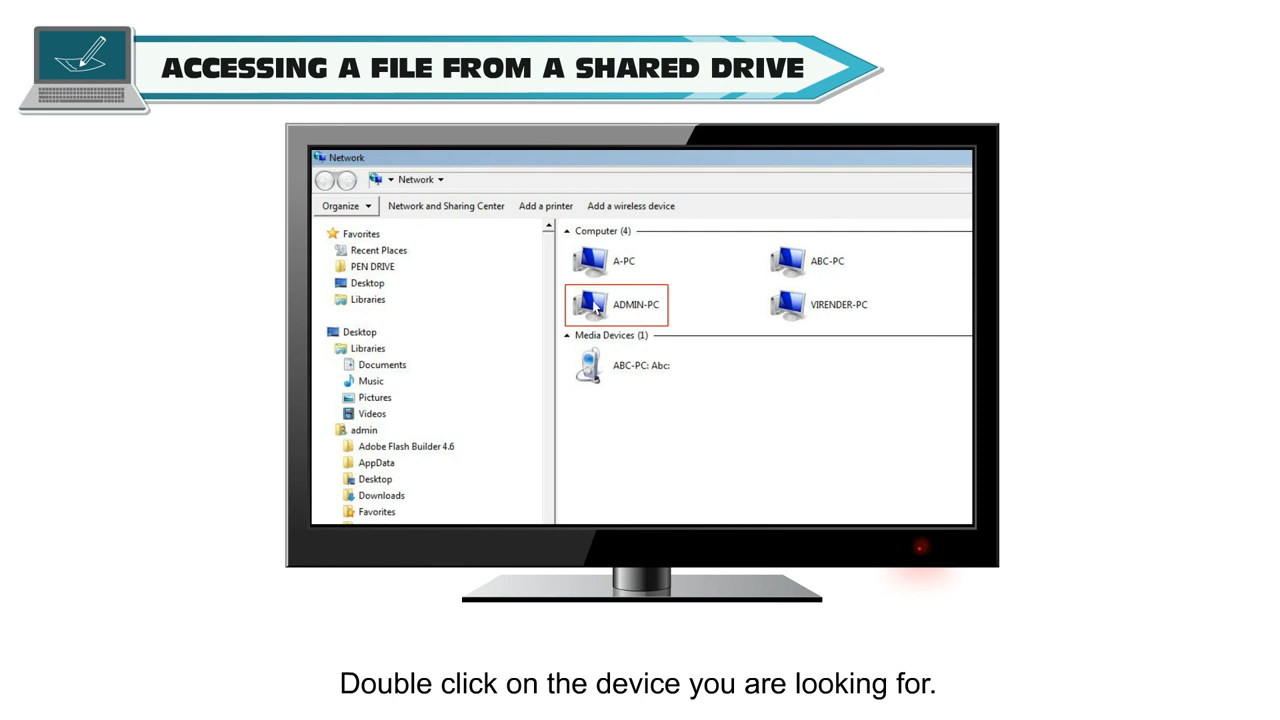 ACCESSING A FILE FROM A SHARED DRIVE
Network
Network
Organize Network and Sharing Center Add a printer Add a wireless device
Favorites
Recent Places
PEN DRIVE
Desktop
Libraries
Desktop
Libraries
Documents
Music
Pictures
Videos
admin
Adobe Flash Builder 4.6
AppData
Desktop
Downloads
Favorites
Computer (4)
A-PC ABC-PC
ADMIN-PC VIRENDER-PC
Media Devices (1)
ABC-PC: Abc:
Double click on the device you are looking for.